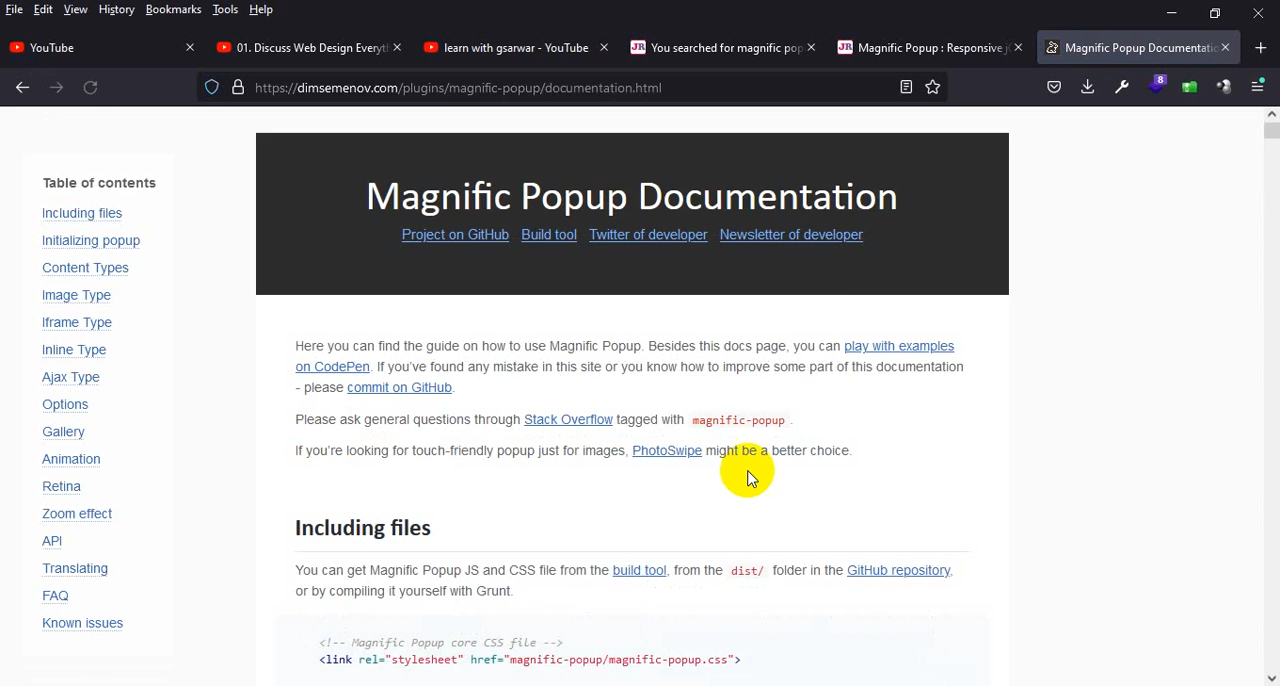 File Edit View History Bookmarks Tools Help
YouTube
01. Discuss Web Design Everyt
learn with gsarwar - YouTube
You searched for magnific pop
Magnific Popup : Responsive j
Magnific Popup Documentatio
https://dimsemenov.com/plugins/magnific-popup/documentation.html
8
Table of contents
Including files
Initializing popup
Content Types
Image Type
Iframe Type
Inline Type
Ajax Type
Options
Gallery
Animation
Retina
Zoom effect
API
Translating
FAQ
Known issues
Magnific Popup Documentation
Project on GitHub Build tool Twitter of developer Newsletter of developer
Here you can find the guide on how to use Magnific Popup. Besides this docs page, you can play with examples
on CodePen. If you've found any mistake in this site or you know how to improve some part of this documentation
- please commit on GitHub.
Please ask general questions through Stack Overflow tagged with magnific-popup.
If you're looking for touch-friendly popup just for images, PhotoSwipe might be a better choice.
Including files
You can get Magnific Popup JS and CSS file from the build tool, from the dist/ folder in the GitHub repository,
or by compiling it yourself with Grunt.
<!-- Magnific Popup core CSS file -->
<link rel="stylesheet" href="magnific-popup/magnific-popup.css">